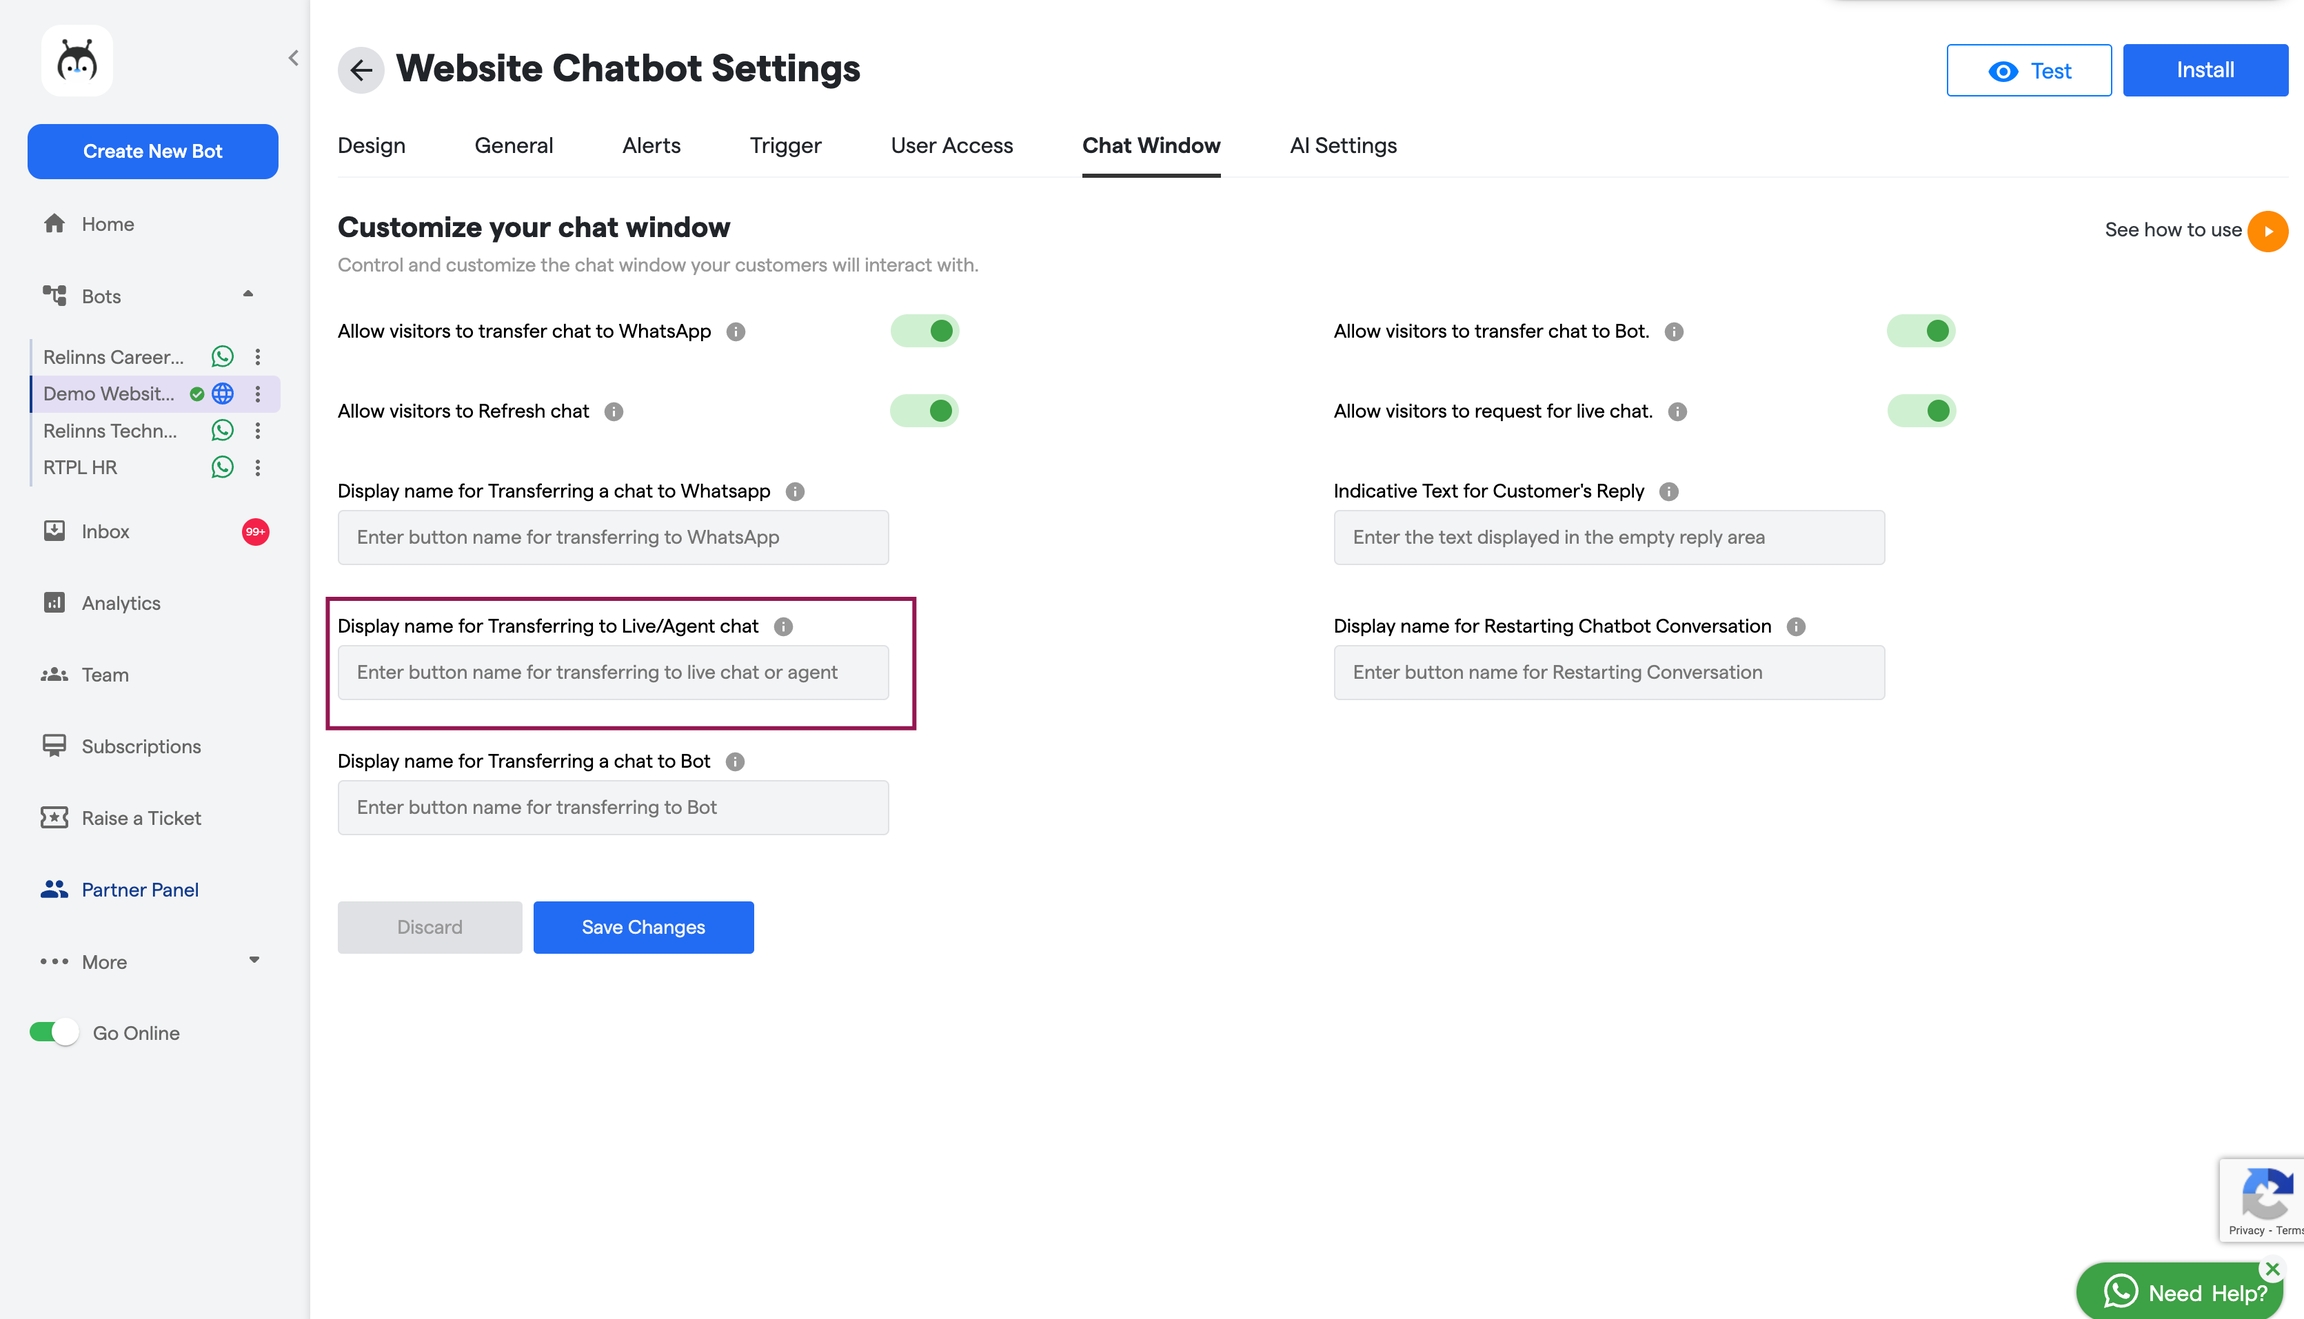 Website Chatbot Settings
Test
Install
Create New Bot
Design
General
Alerts
Trigger
User Access
Chat Window
AI Settings
Home
Bots
Relinns Career...
Demo Websit...
Relinns Techn...
RTPL HR
Inbox
99+
Analytics
Team
Subscriptions
Raise a Ticket
Partner Panel
More
Go Online
Customize your chat window
See how to use
Control and customize the chat window your customers will interact with.
Allow visitors to transfer chat to WhatsApp
Allow visitors to transfer chat to Bot.
Allow visitors to Refresh chat
Allow visitors to request for live chat.
Display name for Transferring a chat to Whatsapp
Enter button name for transferring to WhatsApp
Indicative Text for Customer's Reply
Enter the text displayed in the empty reply area
Display name for Transferring to Live/Agent chat
Enter button name for transferring to live chat or agent
Display name for Restarting Chatbot Conversation
Enter button name for Restarting Conversation
Display name for Transferring a chat to Bot
Enter button name for transferring to Bot
Discard
Save Changes
Privacy - Terms
Need Help?